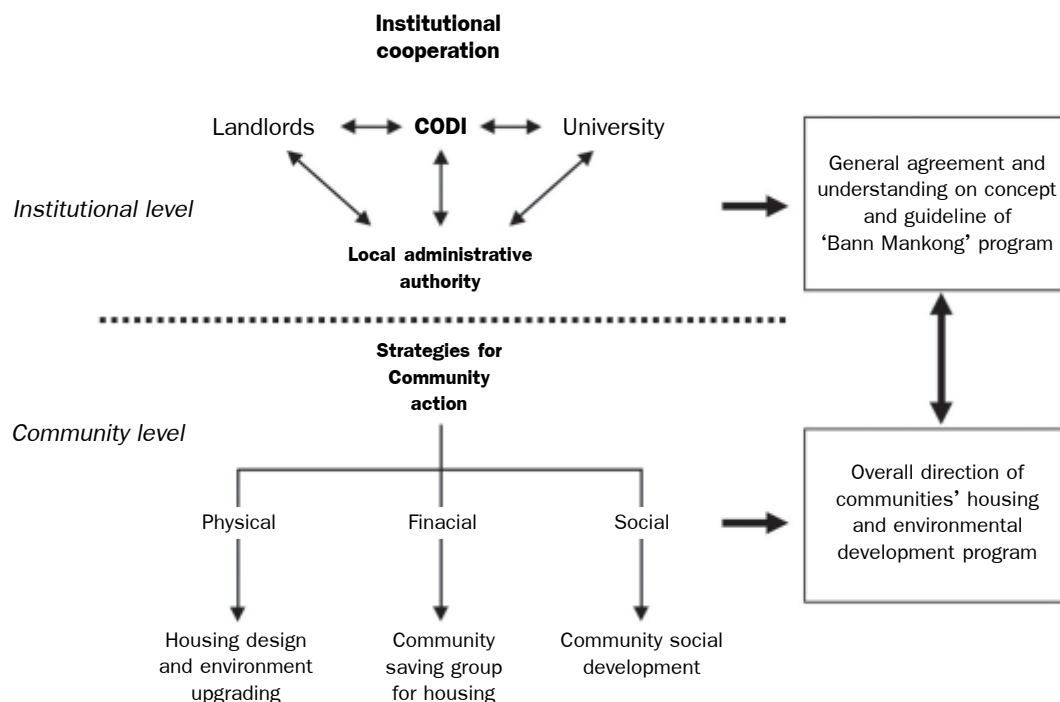 Institutional
cooperation
Landlords
CODI
University
General agreement and
understanding on concept
and guideline of
‘Bann Mankong’ program
Institutional level
Local administrative
authority
Strategies for
Community
action
Community level
Overall direction of
communities’ housing
and environmental
development program
Physical
Finacial
Social
Housing design
and environment
upgrading
Community
saving group
for housing
Community social
development